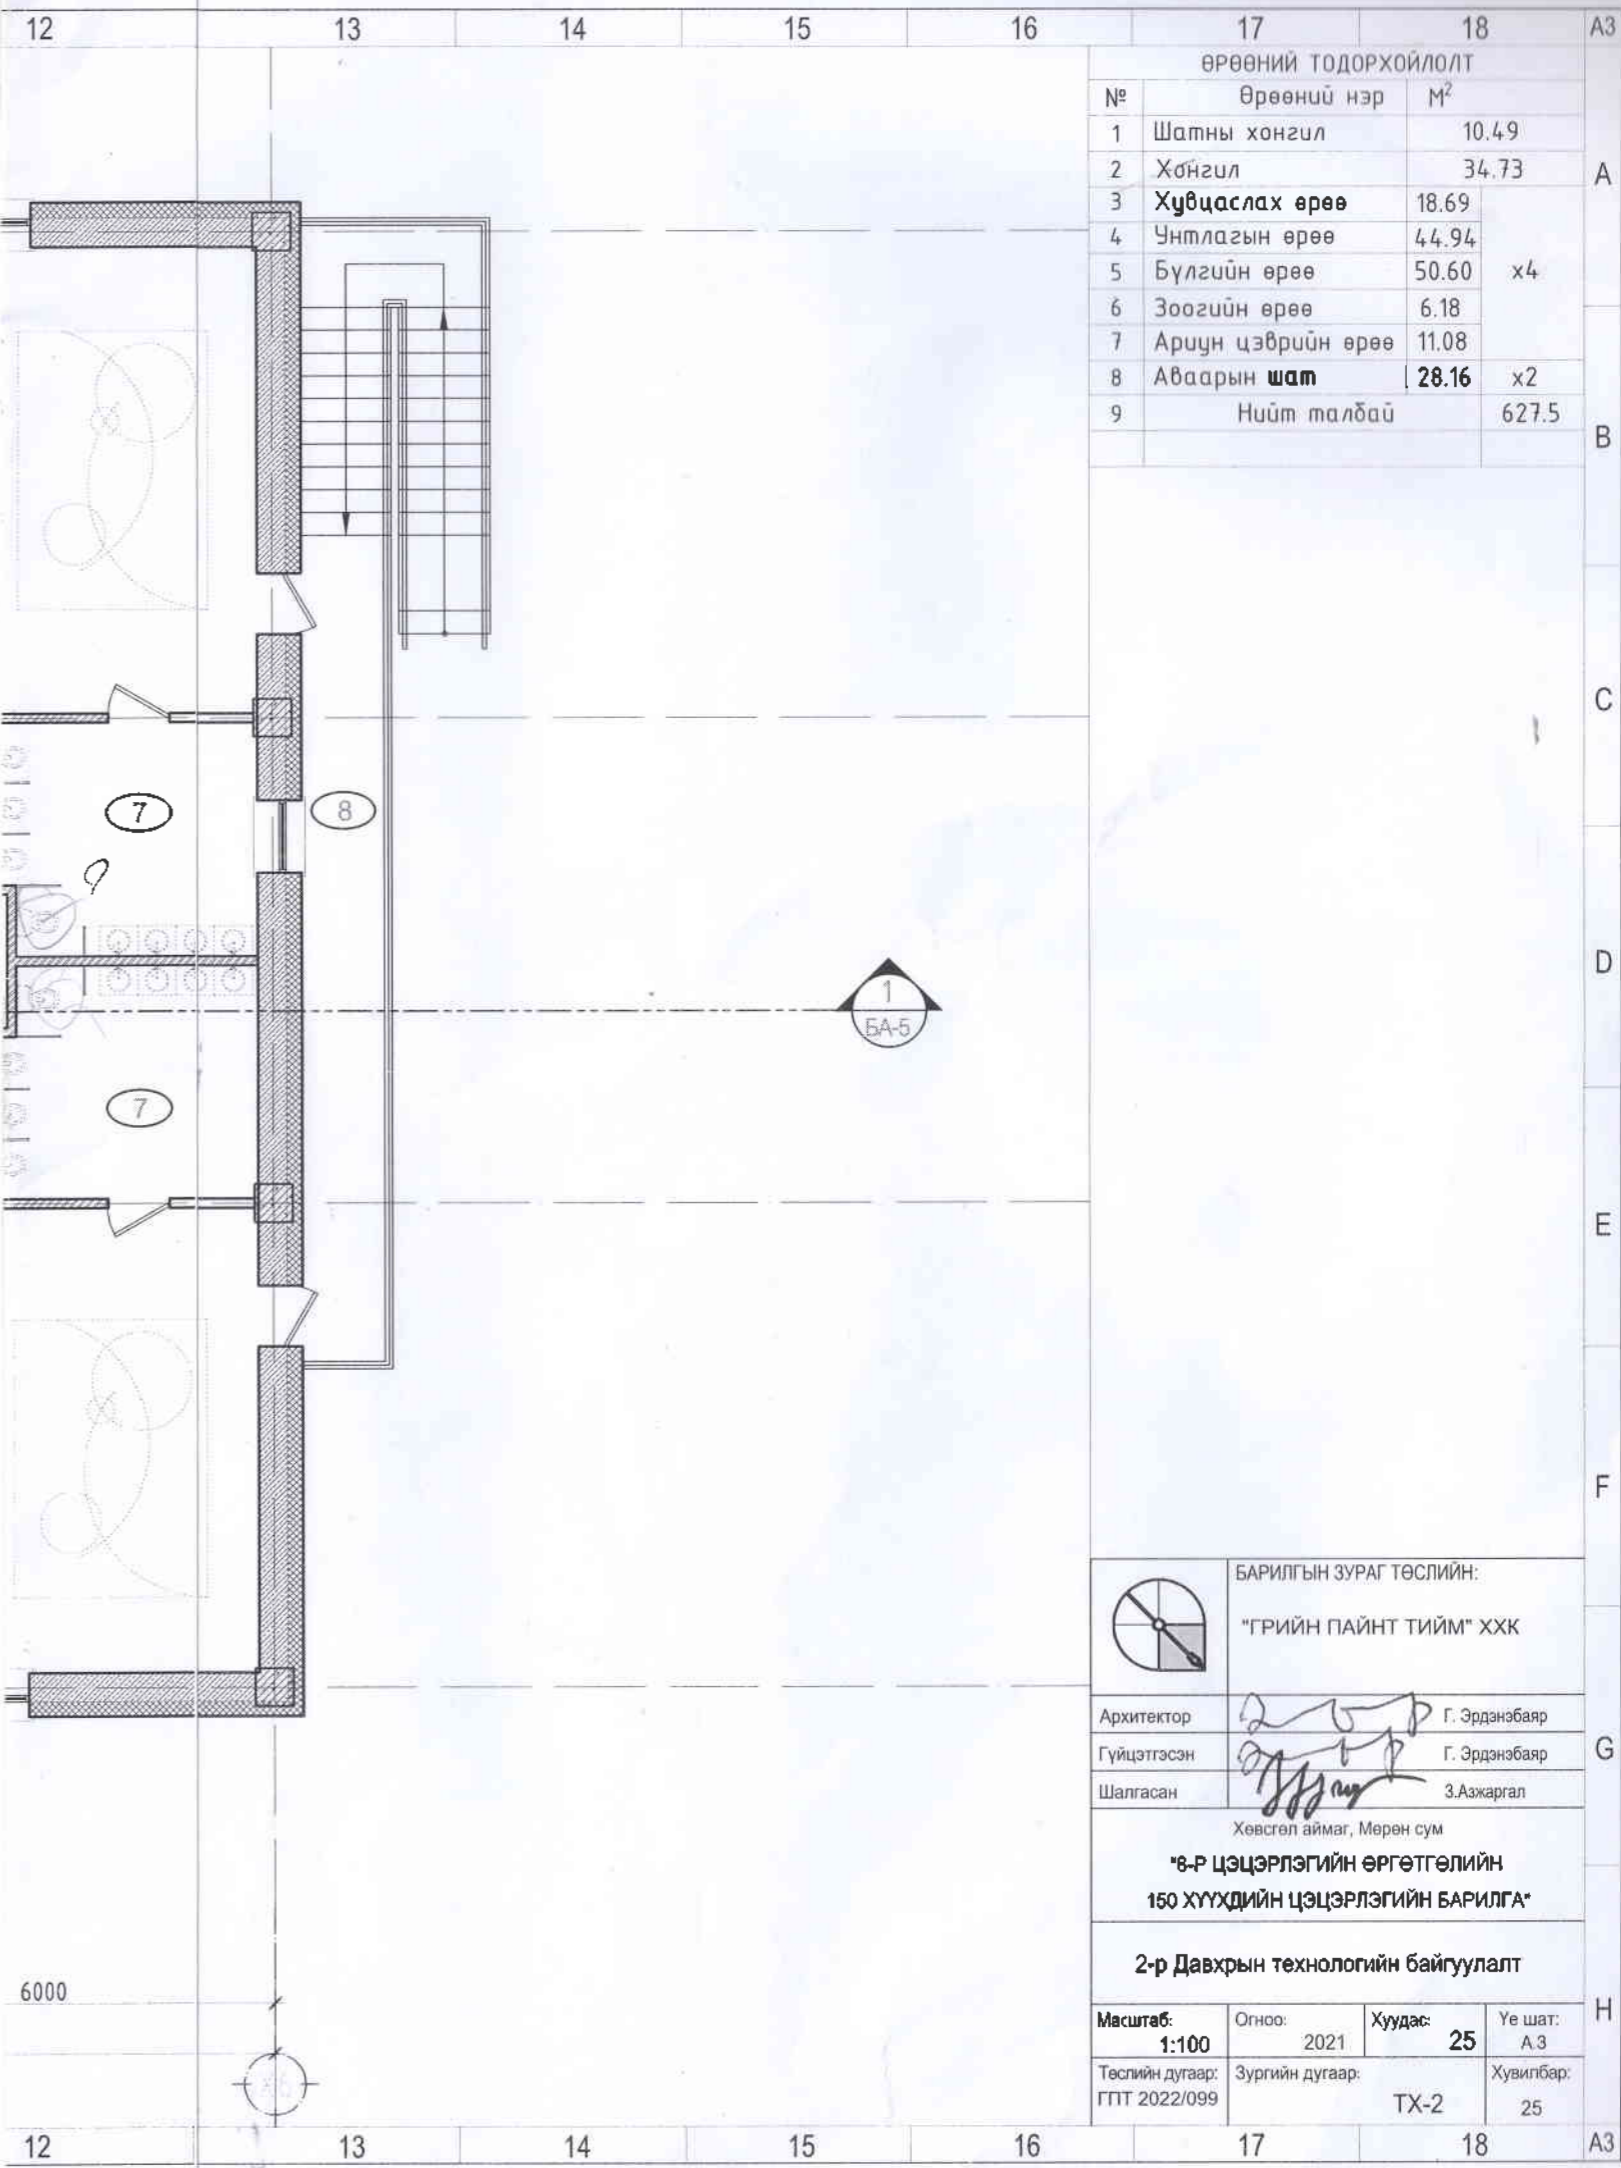 12 13 14 15 16 17 18 A3
ӨРӨӨНИЙ ТОДОРХОЙЛОЛТ
№ Өрөөний нэр М²
1 Шатны хонгил 10.49
2 Хонгил 34.73
3 Хувцаслах өрөө 18.69
4 Унтлагын өрөө 44.94
5 Бүлгийн өрөө 50.60 x4
6 Зоогийн өрөө 6.18
7 Ариун цэврийн өрөө 11.08
8 Аваарын шат 28.16 x2
9 Нийт талбай 627.5
A
B
C
7 8
D
1
БА-5
7
E
F
БАРИЛГЫН ЗУРАГ ТӨСЛИЙН:
"ГРИЙН ПАЙНТ ТИЙМ" ХХК
Архитектор Г. Эрдэнэбаяр
Гүйцэтгэсэн Г. Эрдэнэбаяр
Шалгасан З.Азжаргал
G
Хөвсгөл аймаг, Мөрөн сум
"6-Р ЦЭЦЭРЛЭГИЙН ӨРГӨТГӨЛИЙН
150 ХҮҮХДИЙН ЦЭЦЭРЛЭГИЙН БАРИЛГА"
2-р Давхрын технологийн байгуулалт
6000
H
Масштаб: Огноо: Хуудас: Үе шат:
1:100 2021 25 А.З
Төслийн дугаар: Зургийн дугаар: Хувилбар:
ГПТ 2022/099 ТХ-2 25
12 13 14 15 16 17 18 A3